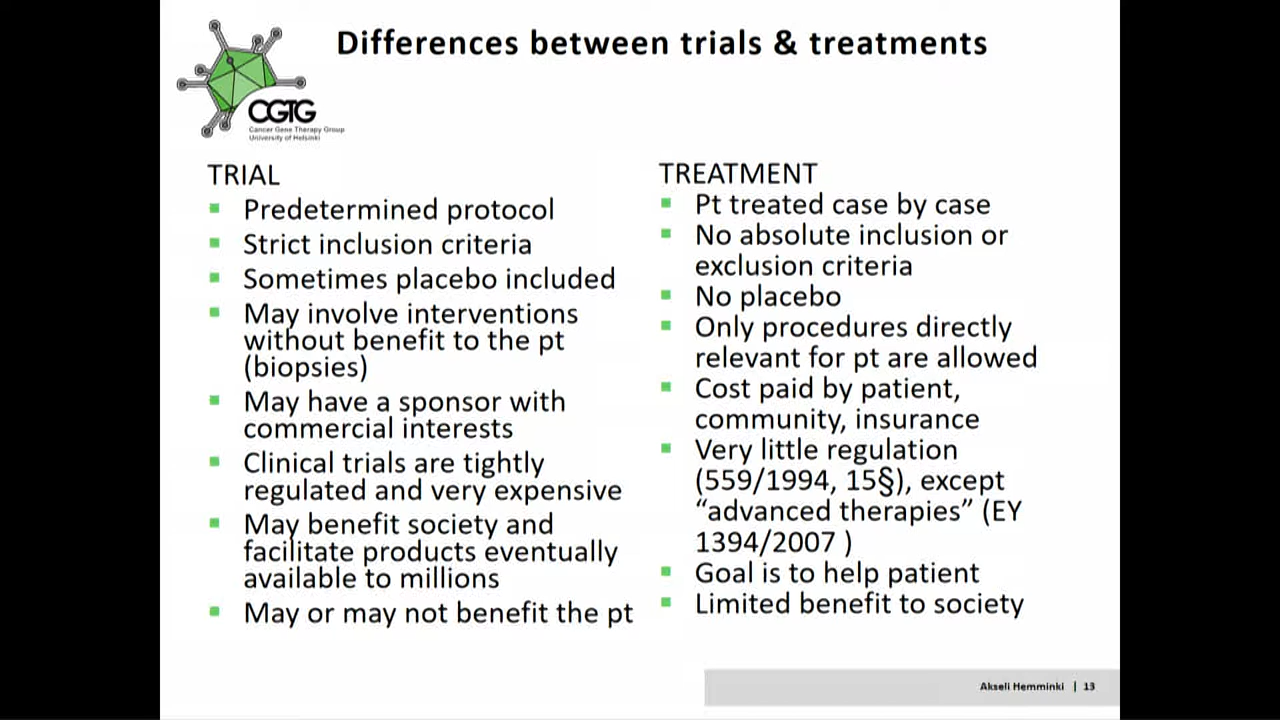 Differences between trials & treatments
CGTG
Cancer Gene Therapy Group
University of Helsinki
TRIAL
Predetermined protocol
Strict inclusion criteria
Sometimes placebo included
May involve interventions
without benefit to the pt
(biopsies)
May have a sponsor with
commercial interests
Clinical trials are tightly
regulated and very expensive
May benefit society and
facilitate products eventually
available to millions
May or may not benefit the pt
TREATMENT
Pt treated case by case
No absolute inclusion or
exclusion criteria
No placebo
Only procedures directly
relevant for pt are allowed
Cost paid by patient,
community, insurance
Very little regulation
(559/1994, 15§), except
“advanced therapies” (EY
1394/2007 )
Goal is to help patient
Limited benefit to society
Akseli Hemminki | 13